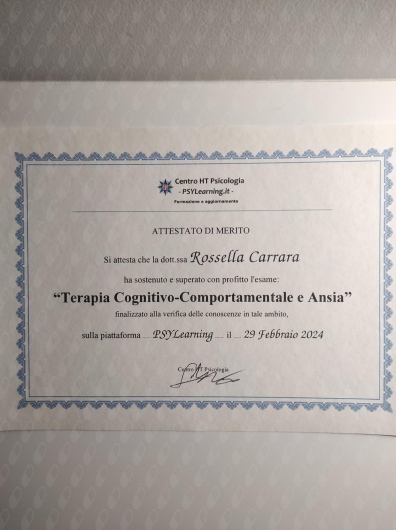 Centro HT Psicologia
- PSYLearning.it -
Formazione e aggiornamento
ATTESTATO DI MERITO
Si attesta che la dott.ssa Rossella Carrara
ha sostenuto e superato con profitto l'esame:
“Terapia Cognitivo-Comportamentale e Ansia”
finalizzato alla verifica delle conoscenze in tale ambito,
sulla piattaforma .... PSYLearning .... il .... 29 Febbraio 2024
Centro HT Psicologia